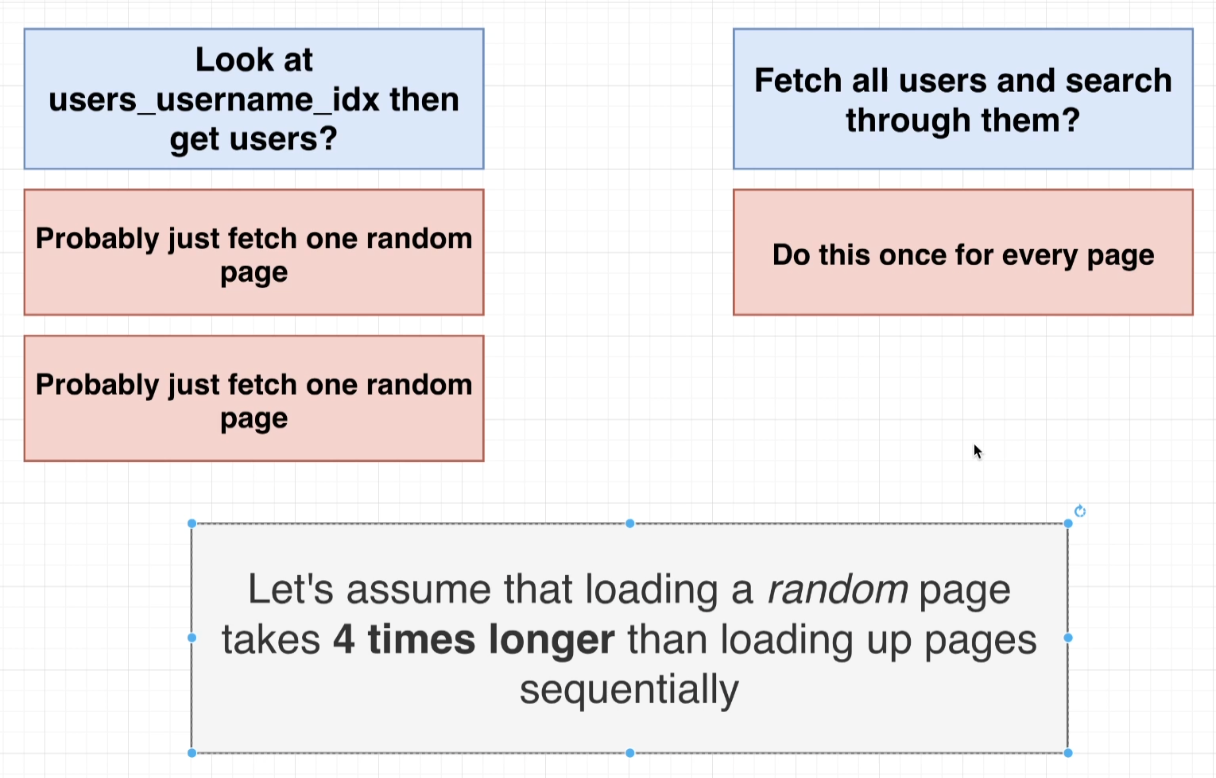 Look at
users_username_idx then
get users?
Fetch all users and search
through them?
Probably just fetch one random
page
Do this once for every page
Probably just fetch one random
page
Let's assume that loading a random page
takes 4 times longer than loading up pages
sequentially